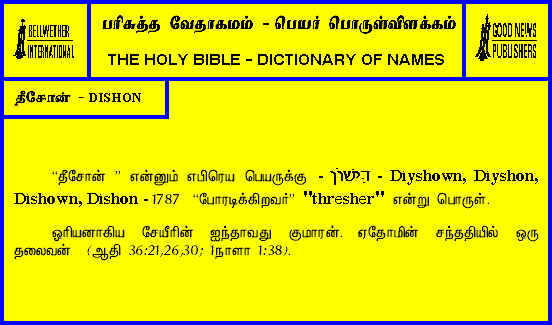 BELLWETHER
INTERNATIONAL
பரிசுத்த வேதாகமம் - பெயர் பொருள்விளக்கம்
THE HOLY BIBLE - DICTIONARY OF NAMES
GOOD NEWS
PUBLISHERS
தீசோன் - DISHON
“தீசோன் ” என்னும் எபிரெய பெயருக்கு - דִּישׁוֹן - Diyshown, Diyshon,
Dishown, Dishon - 1787 “போரடிக்கிறவர்” "thresher" என்று பொருள்.
ஓரியனாகிய சேயீரின் ஐந்தாவது குமாரன். ஏதோமின் சந்ததியில் ஒரு
தலைவன் (ஆதி 36:21,26,30; 1நாளா 1:38).